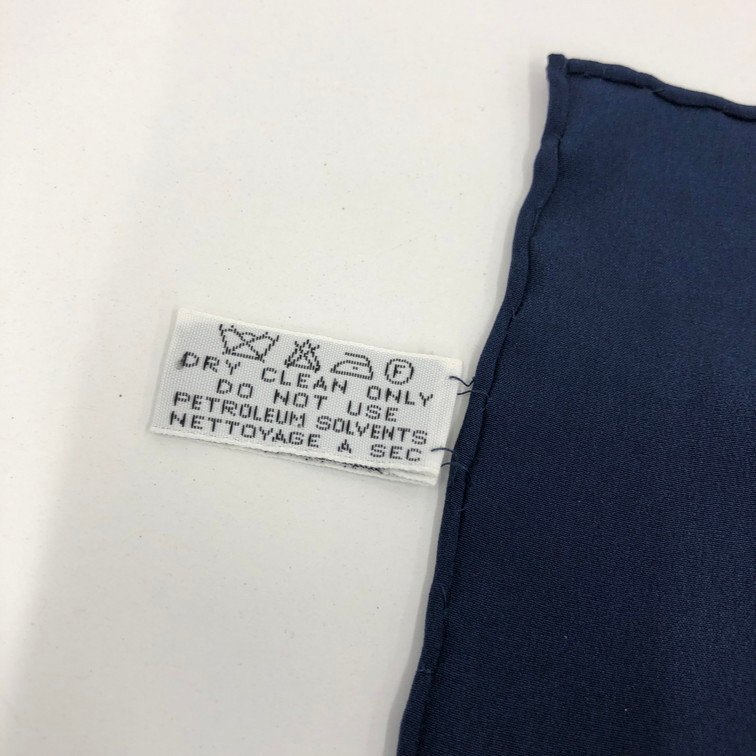 F
DRY CLEAN ONLY
DO NOT USE
PETROLEUM SOLVENTS
NETTOYAGE A SEC